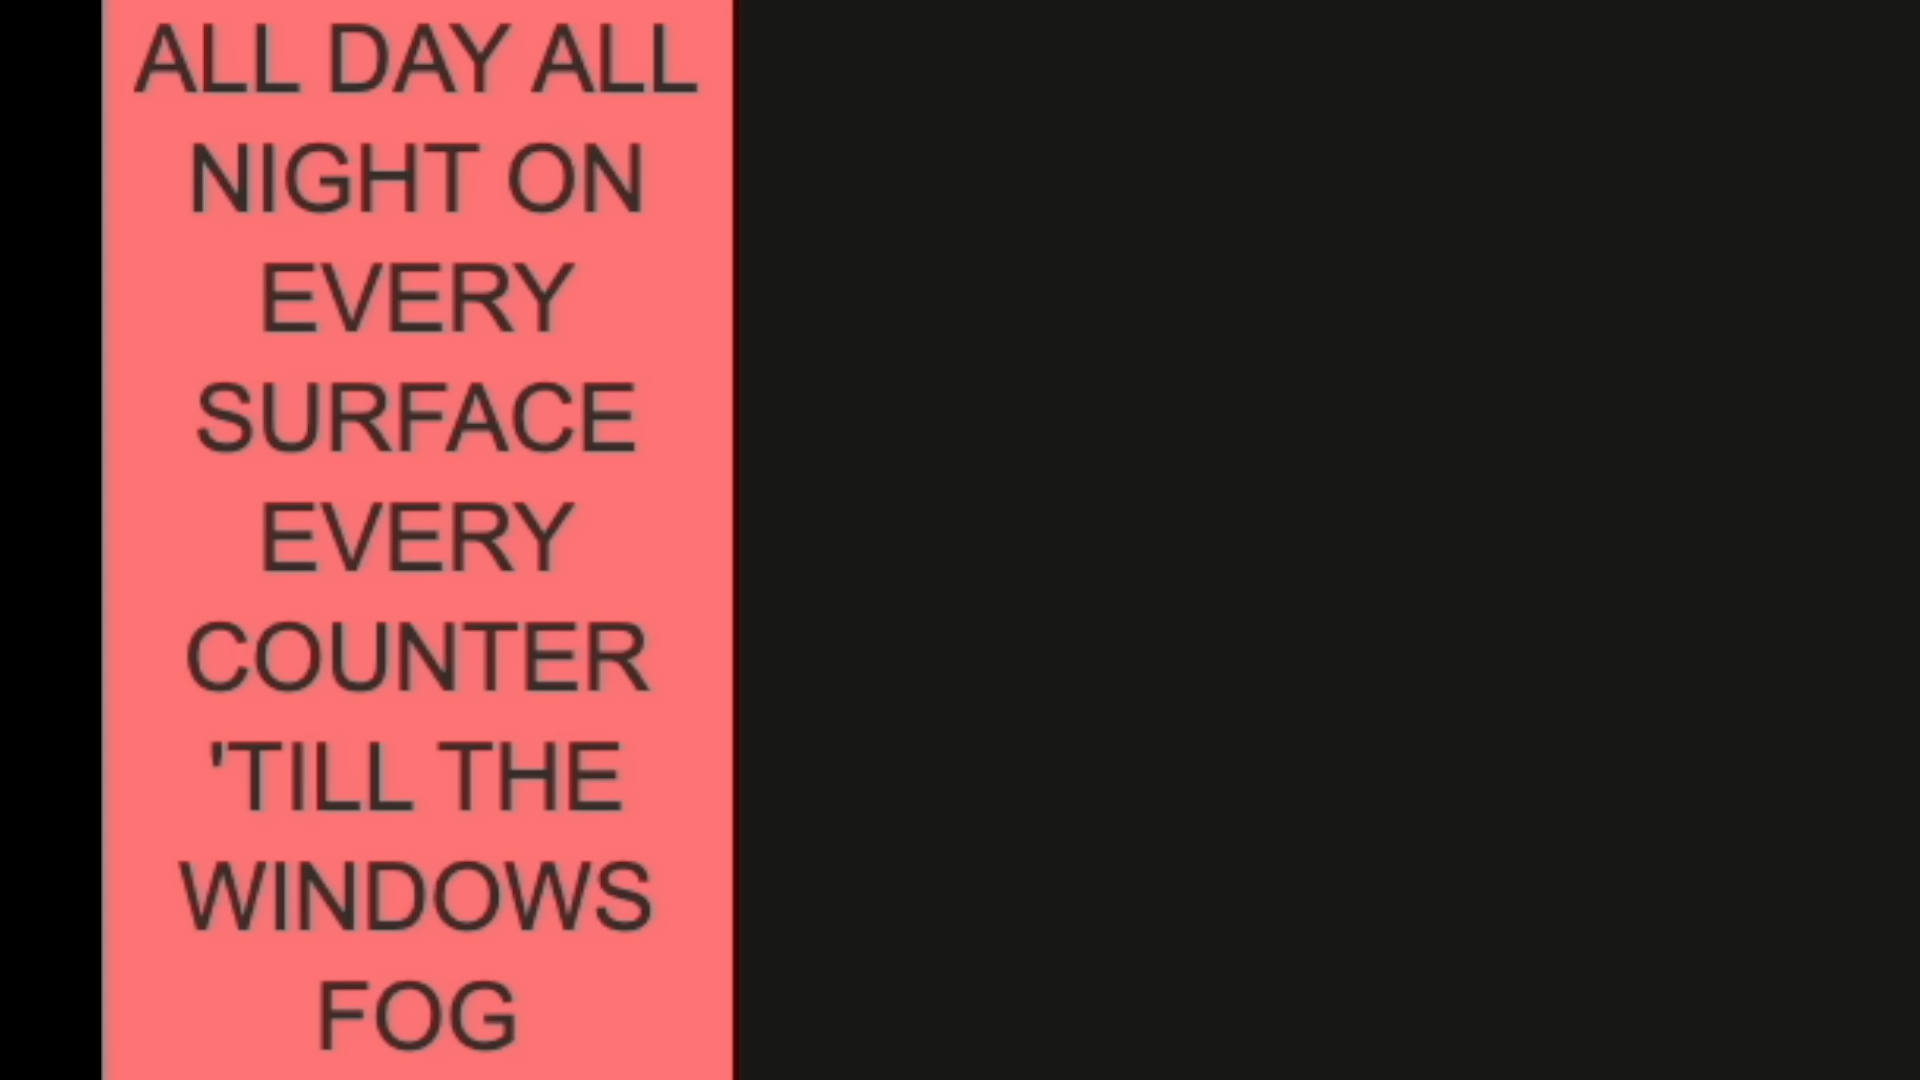 ALL DAY ALL
NIGHT ON
EVERY
SURFACE
EVERY
COUNTER
'TILL THE
WINDOWS
FOG